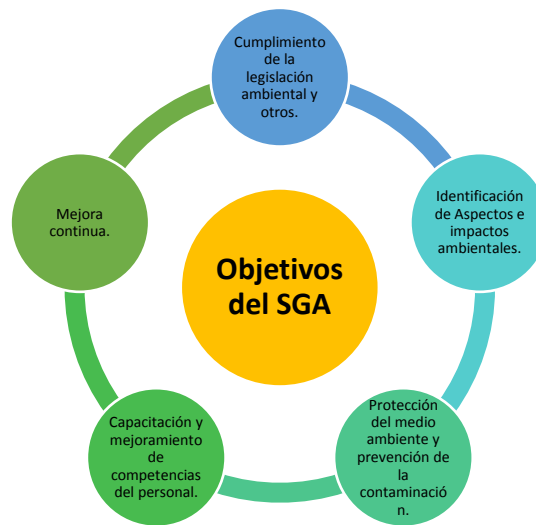 Cumplimiento
de la
legislación
ambiental y
otros.
Identificación
de Aspectos e
impactos
ambientales.
Protección
del medio
ambiente y
prevención de
la
contaminació
n.
Capacitación y
mejoramiento
de
competencias
del personal.
Mejora
continua.
Objetivos
del SGA